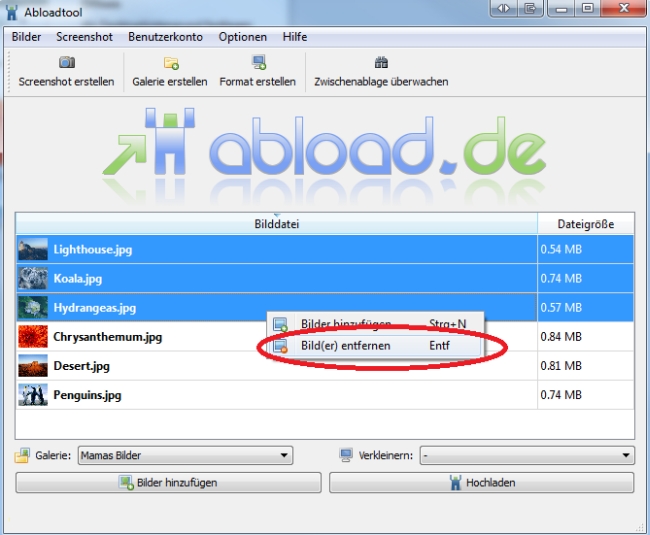 Abloadtool
Bilder Screenshot Benutzerkonto Optionen Hilfe
Screenshot erstellen Galerie erstellen Format erstellen Zwischenablage überwachen
abload.de
Bilddatei Dateigröße
Lighthouse.jpg 0.54 MB
Koala.jpg 0.74 MB
Hydrangeas.jpg 0.57 MB
Bilder hinzufügen Strg+N
Chrysanthemum.jpg 0.84 MB
Bild(er) entfernen Entf
Desert.jpg 0.81 MB
Penguins.jpg 0.74 MB
Galerie: Mamas Bilder Verkleinern: -
Bilder hinzufügen Hochladen